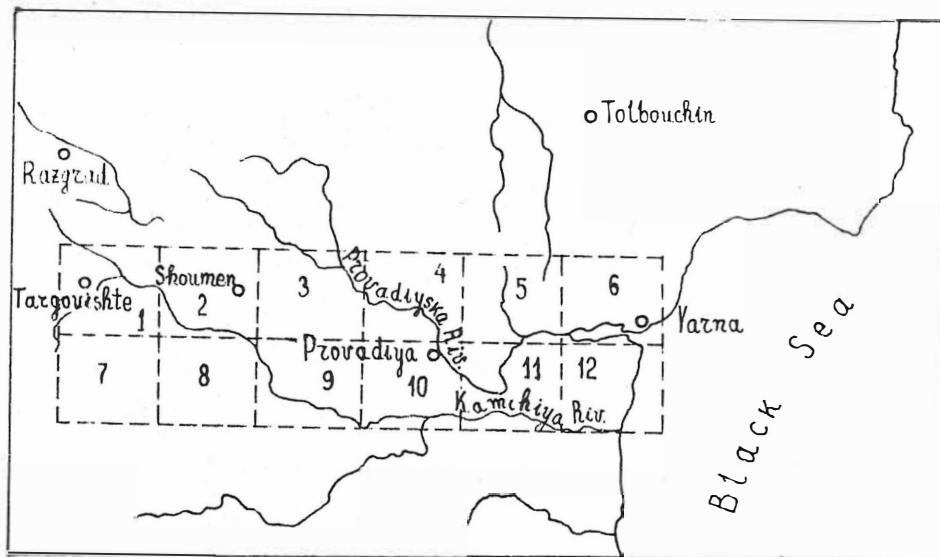 Tolbouchin
Razgrad
Provadiyska Riv.
Shoumen
Targovishte
1
2
3
4
5
6
Varna
Provadiya
7
8
9
10
11
12
Kamchiya Riv.
Black Sea